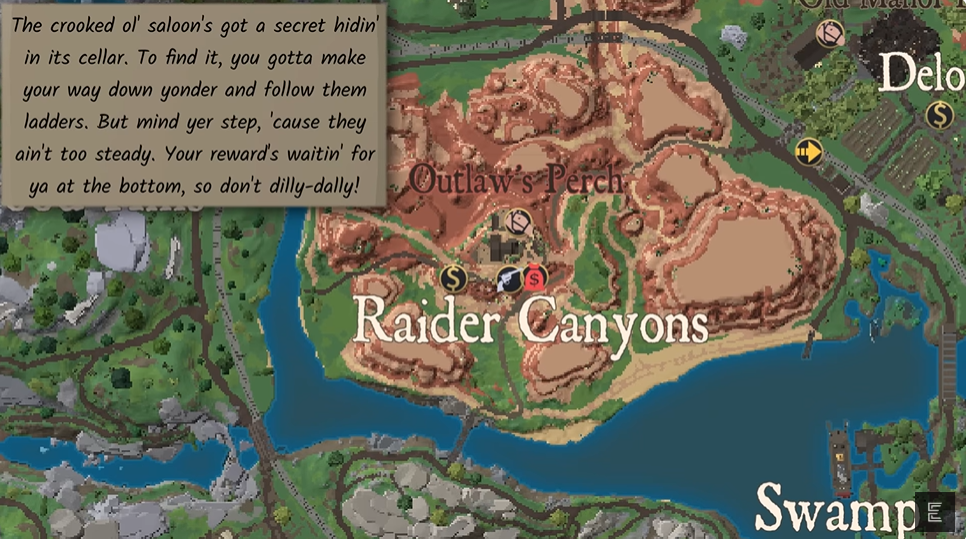 The crooked ol' saloon's got a secret hidin'
in its cellar. To find it, you gotta make
your way down yonder and follow them
ladders. But mind yer step, 'cause they
ain't too steady. Your reward's waitin' for
ya at the bottom, so don't dilly-dally!
Old Manor
Delo
Outlaw's Perch
Raider Canyons
Swamp
E